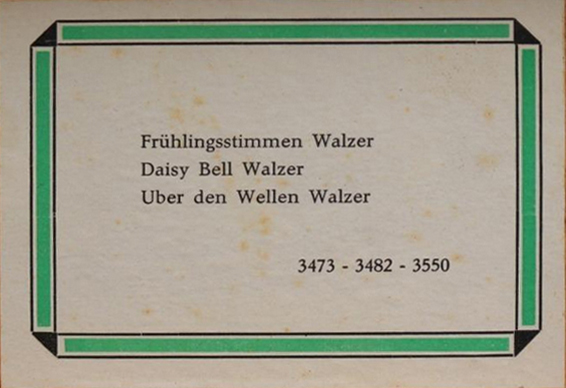 Frühlingsstimmen Walzer
Daisy Bell Walzer
Uber den Wellen Walzer
3473 - 3482 - 3550